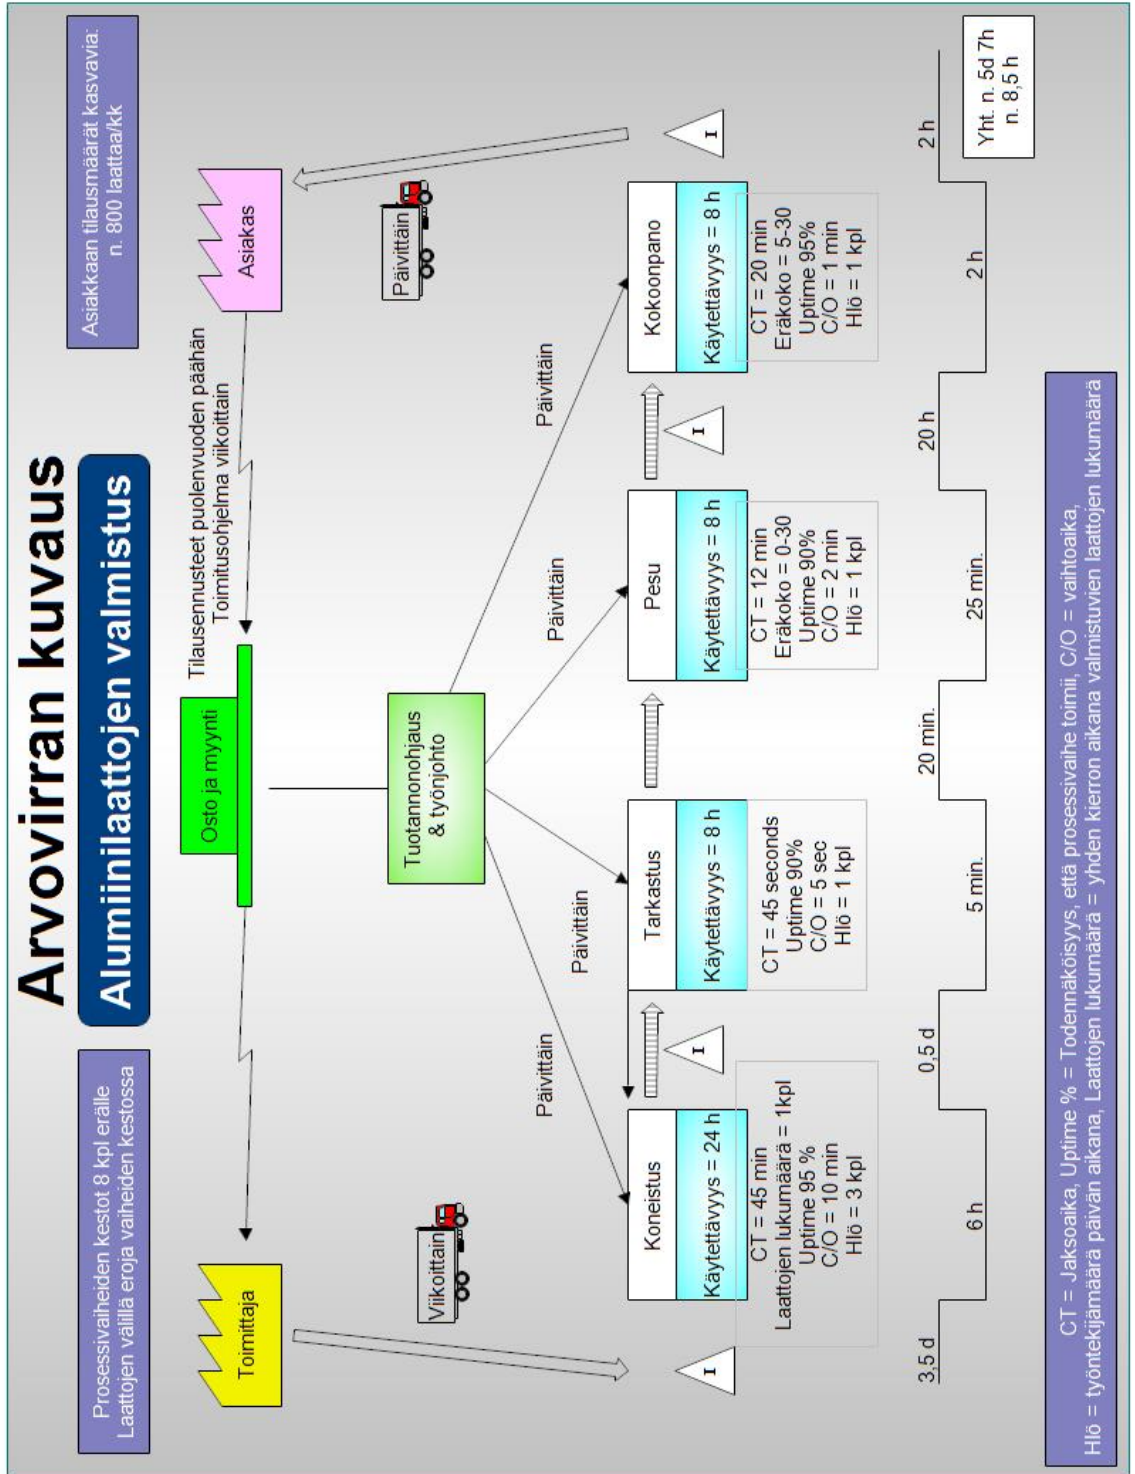 Arvovirran kuvaus
Alumiinilaattojen valmistus
Prosessivaiheiden kestot 8 kpl erälle
Laattojen välillä eroja vaiheiden kestossa
Asiakkaan tilausmäärät kasvavia:
n. 800 laattaa/kk
Toimittaja
Osto ja myynti
Tilausennusteet puolenvuoden päähän
Toimitusohjelma viikoittain
Asiakas
Viikoittain
Tuotannonohjaus
& työnjohto
Päivittäin
Päivittäin
Päivittäin
Päivittäin
Päivittäin
I
Koneistus
Käytettävyys = 24 h
CT = 45 min
Laattojen lukumäärä = 1kpl
Uptime 95 %
C/O = 10 min
Hlö = 3 kpl
I
Tarkastus
Käytettävyys = 8 h
CT = 45 seconds
Uptime 90%
C/O = 5 sec
Hlö = 1 kpl
Pesu
Käytettävyys = 8 h
CT = 12 min
Eräkoko = 0-30
Uptime 90%
C/O = 2 min
Hlö = 1 kpl
I
Kokoonpano
Käytettävyys = 8 h
CT = 20 min
Eräkoko = 5-30
Uptime 95%
C/O = 1 min
Hlö = 1 kpl
I
3,5 d
6 h
0,5 d
5 min.
20 min.
25 min.
20 h
2 h
2 h
Yht. n. 5d 7h
n. 8,5 h
CT = Jaksoaika, Uptime % = Todennäköisyys, että prosessivaihe toimii, C/O = vaihtoaika,
Hlö = työntekijämäärä päivän aikana, Laattojen lukumäärä = yhden kierron aikana valmistuvien laattojen lukumäärä